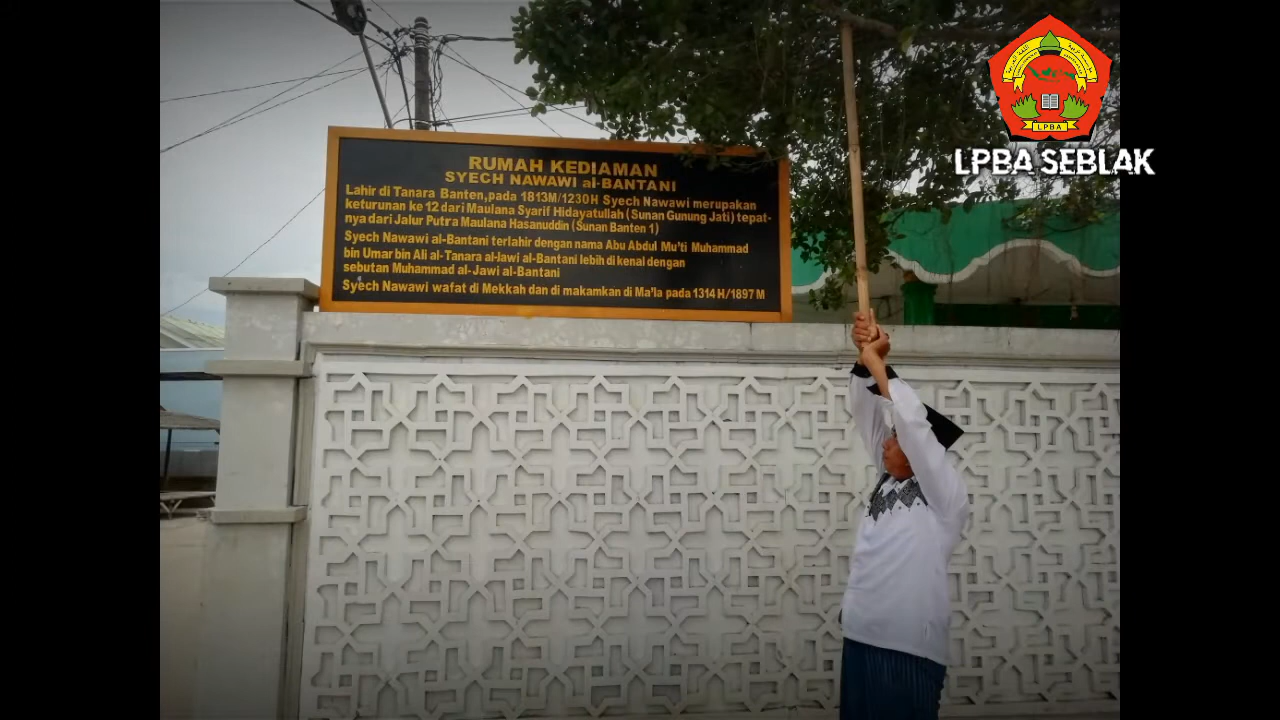 RUMAH KEDIAMAN
SYECH NAWAWI al-BANTANI
Lahir di Tanara Banten,pada 1813M/1230H Syech Nawawi merupakan
keturunan ke 12 dari Maulana Syarif Hidayatullah (Sunan Gunung Jati) tepat-
nya dari Jalur Putra Maulana Hasanuddin (Sunan Banten 1)
Syech Nawawi al-Bantani terlahir dengan nama Abu Abdul Mu'ti Muhammad
bin Umar bin Ali al-Tanara al-Jawi al-Bantani lebih di kenal dengan
sebutan Muhammad al-Jawi al-Bantani
Syech Nawawi wafat di Mekkah dan di makamkan di Ma'la pada 1314 H/1897 M
LPBA
LPBA SEBLAK